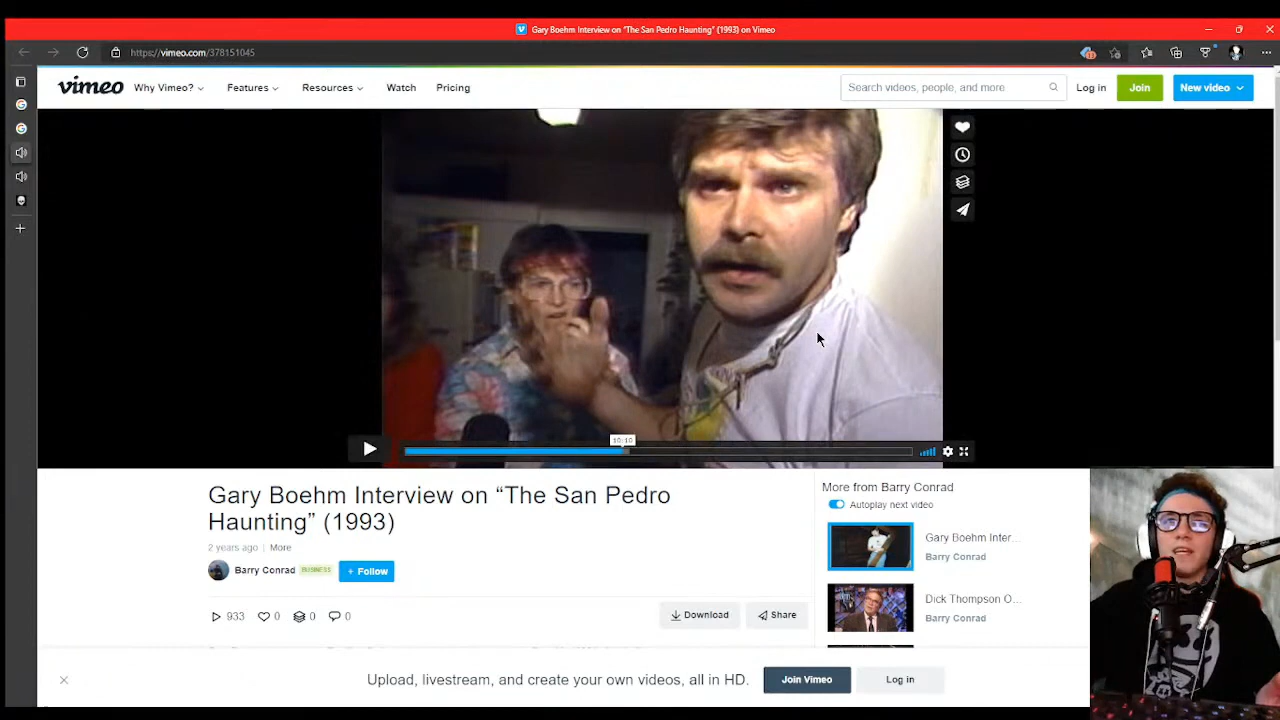 Gary Boehm Interview on “The San Pedro Haunting” (1993) on Vimeo
https://vimeo.com/378151045
vimeo Why Vimeo? Features Resources Watch Pricing Search videos, people, and more Log in Join New video
10:10
Gary Boehm Interview on “The San Pedro
Haunting” (1993)
2 years ago | More
Barry Conrad BUSINESS + Follow
933 0 0 0 Download Share
More from Barry Conrad
Autoplay next video
Gary Boehm Inter...
Barry Conrad
Dick Thompson O...
Barry Conrad
Upload, livestream, and create your own videos, all in HD. Join Vimeo Log in